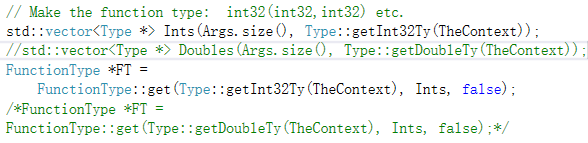 // Make the function type:  int32(int32,int32) etc.
std::vector<Type *> Ints(Args.size(), Type::getInt32Ty(TheContext));
//std::vector<Type *> Doubles(Args.size(), Type::getDoubleTy(TheContext));
FunctionType *FT =
    FunctionType::get(Type::getInt32Ty(TheContext), Ints, false);
/*FunctionType *FT =
FunctionType::get(Type::getDoubleTy(TheContext), Ints, false);*/